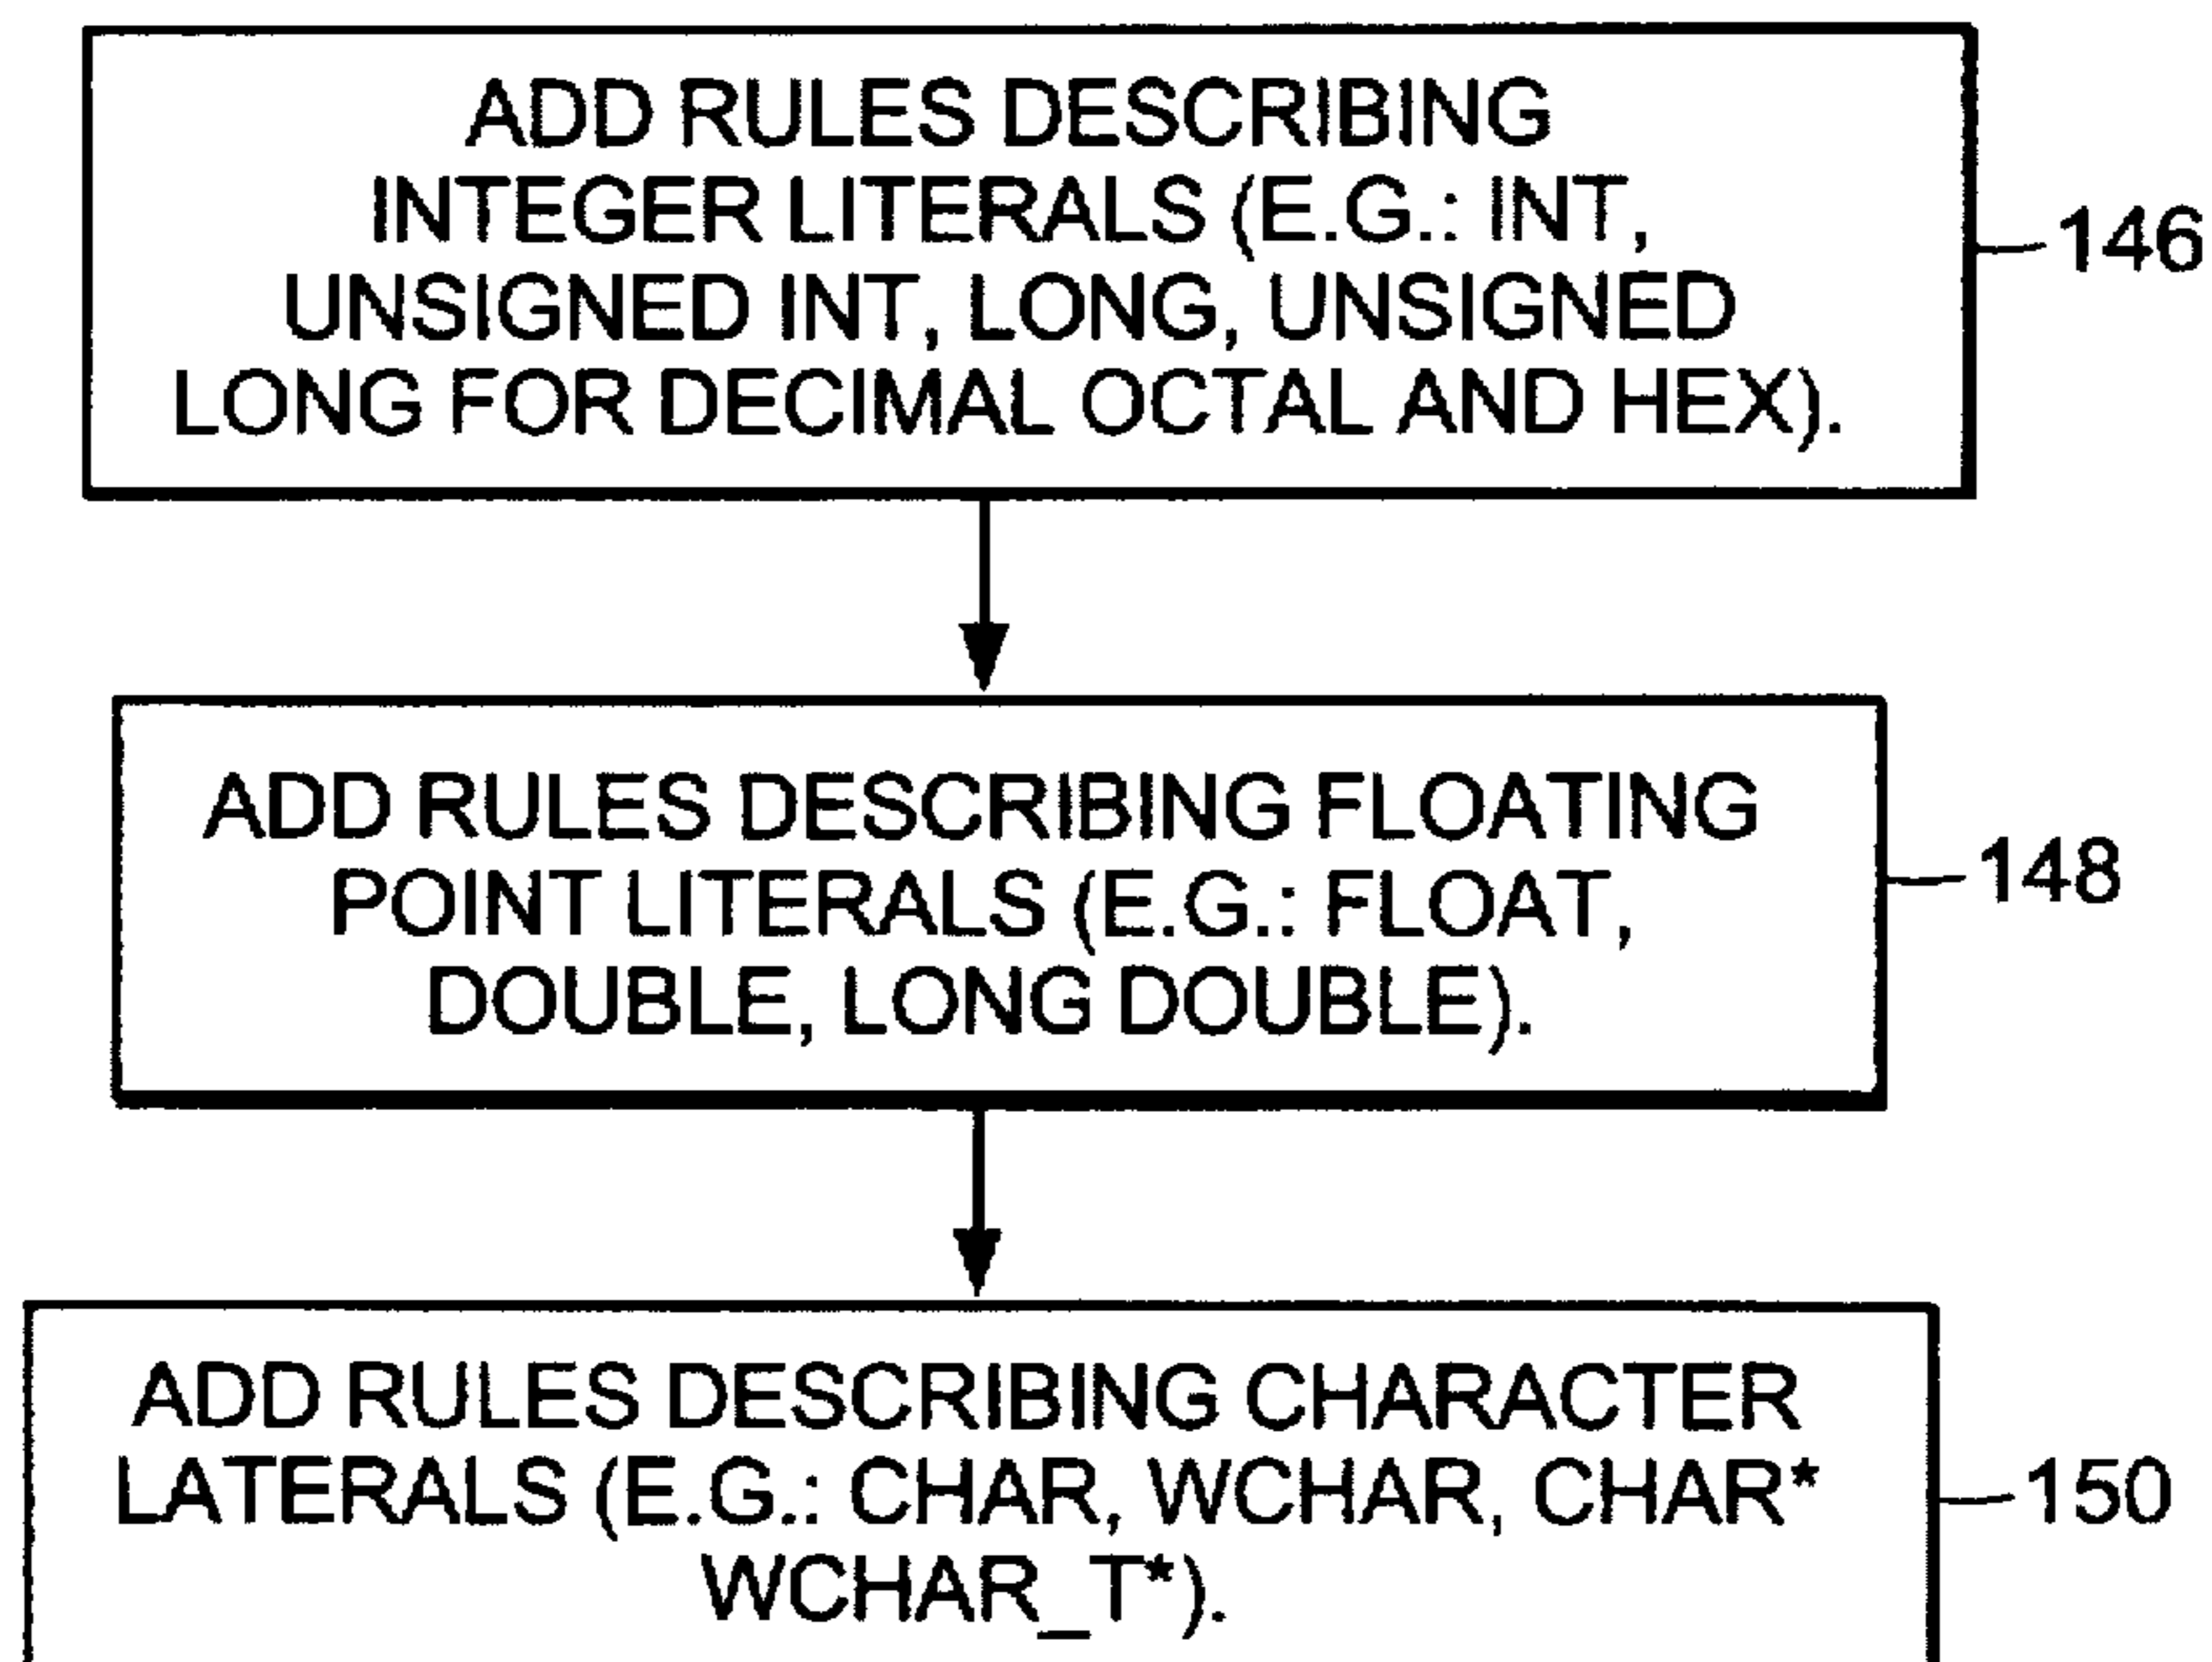 ADD RULES DESCRIBING
INTEGER LITERALS (E.G.: INT,
UNSIGNED INT, LONG, UNSIGNED
LONG FOR DECIMAL OCTAL AND HEX).
146
ADD RULES DESCRIBING FLOATING
POINT LITERALS (E.G.: FLOAT,
DOUBLE, LONG DOUBLE).
148
ADD RULES DESCRIBING CHARACTER
LATERALS (E.G.: CHAR, WCHAR, CHAR*
WCHAR_T*).
150